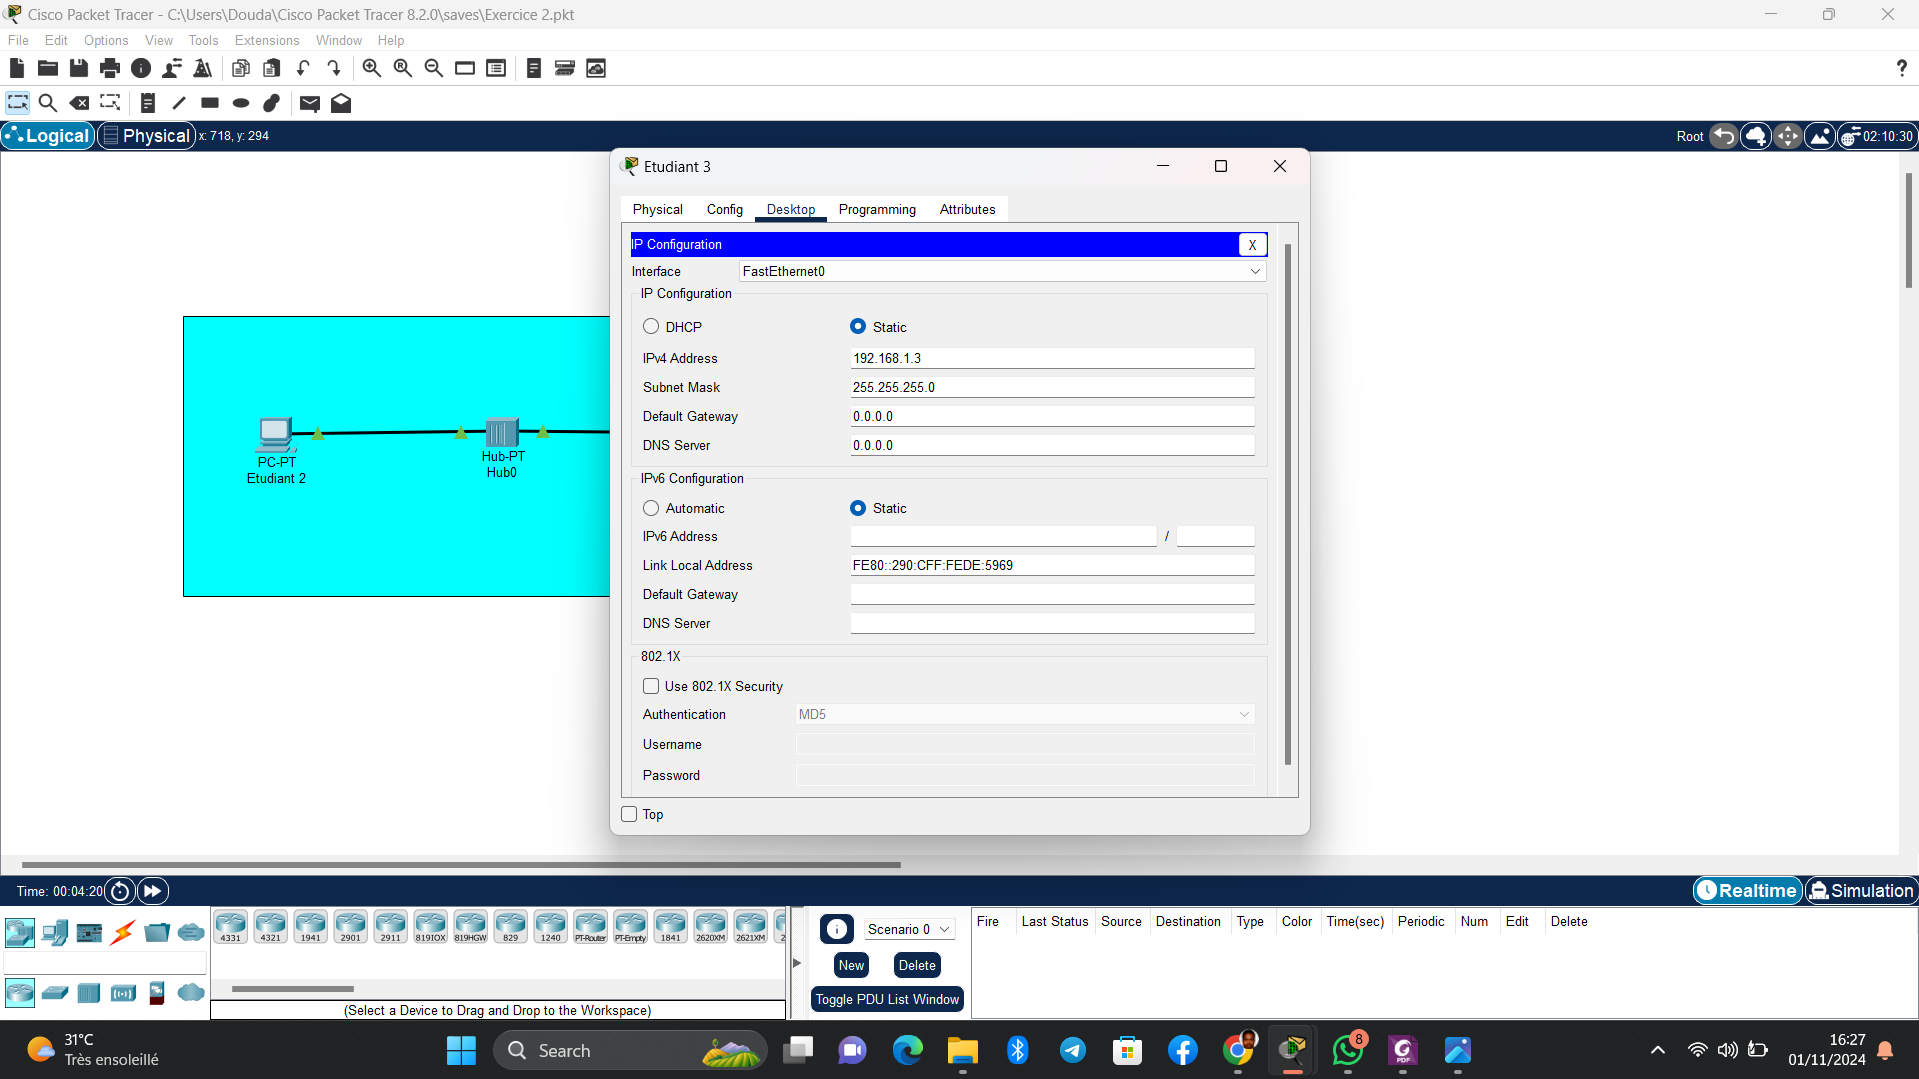 Cisco Packet Tracer - C:\Users\Douda\Cisco Packet Tracer 8.2.0\saves\Exercice 2.pkt
File Edit Options View Tools Extensions Window Help
?
Logical Physical x: 718, y: 294 Root 02:10:30
Etudiant 3
Physical Config Desktop Programming Attributes
IP Configuration X
Interface FastEthernet0
IP Configuration
DHCP Static
IPv4 Address 192.168.1.3
Subnet Mask 255.255.255.0
Default Gateway 0.0.0.0
DNS Server 0.0.0.0
IPv6 Configuration
Automatic Static
IPv6 Address /
Link Local Address FE80::290:CFF:FEDE:5969
Default Gateway
DNS Server
802.1X
Use 802.1X Security
Authentication MD5
Username
Password
Top
PC-PT
Etudiant 2
Hub-PT
Hub0
Time: 00:04:20 Realtime Simulation
4331 4321 1941 2901 2911 819IOX 819HGW 829 1240 PT-Router PT-Empty 1841 2620XM 2621XM 2
(Select a Device to Drag and Drop to the Workspace)
Scenario 0
New Delete
Toggle PDU List Window
Fire Last Status Source Destination Type Color Time(sec) Periodic Num Edit Delete
31°C
Très ensoleillé
Search
8
PDF
16:27
01/11/2024